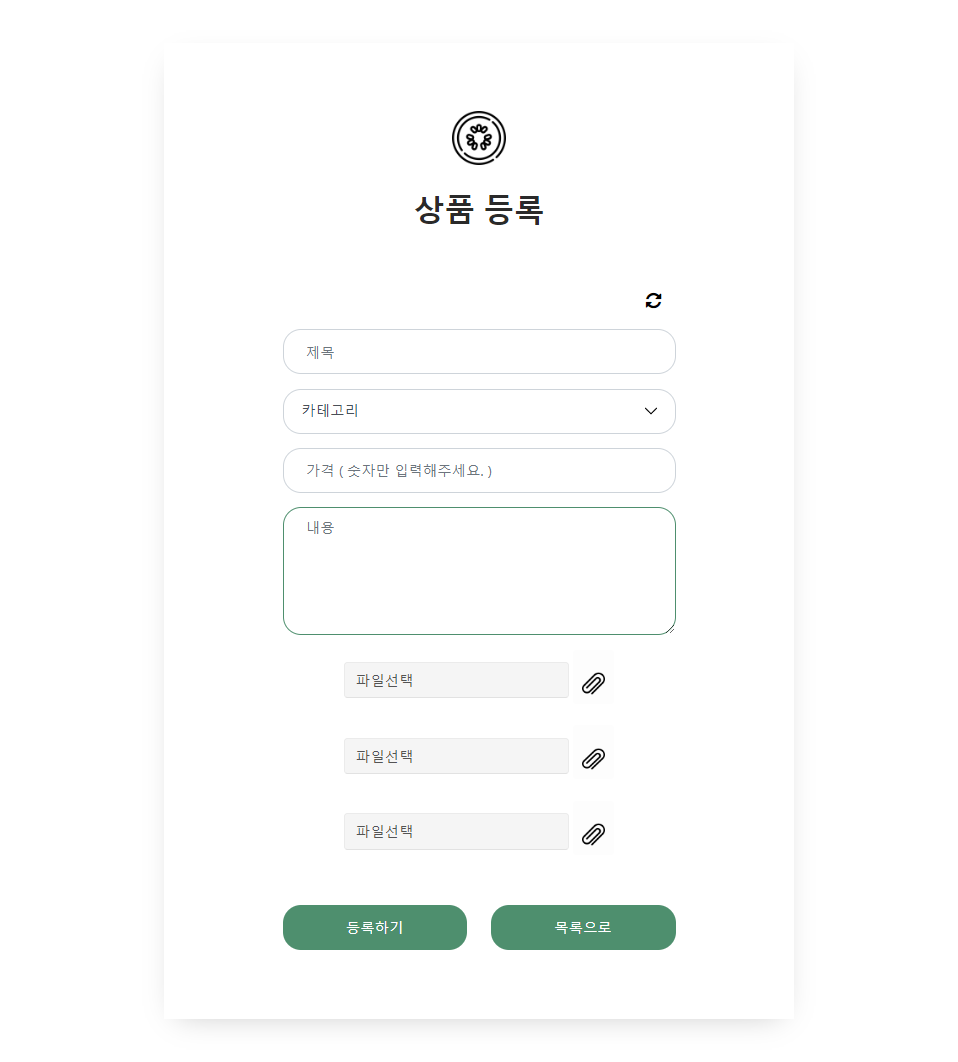 상품 등록
제목
카테고리
가격 ( 숫자만 입력해주세요. )
내용
파일선택
파일선택
파일선택
등록하기
목록으로